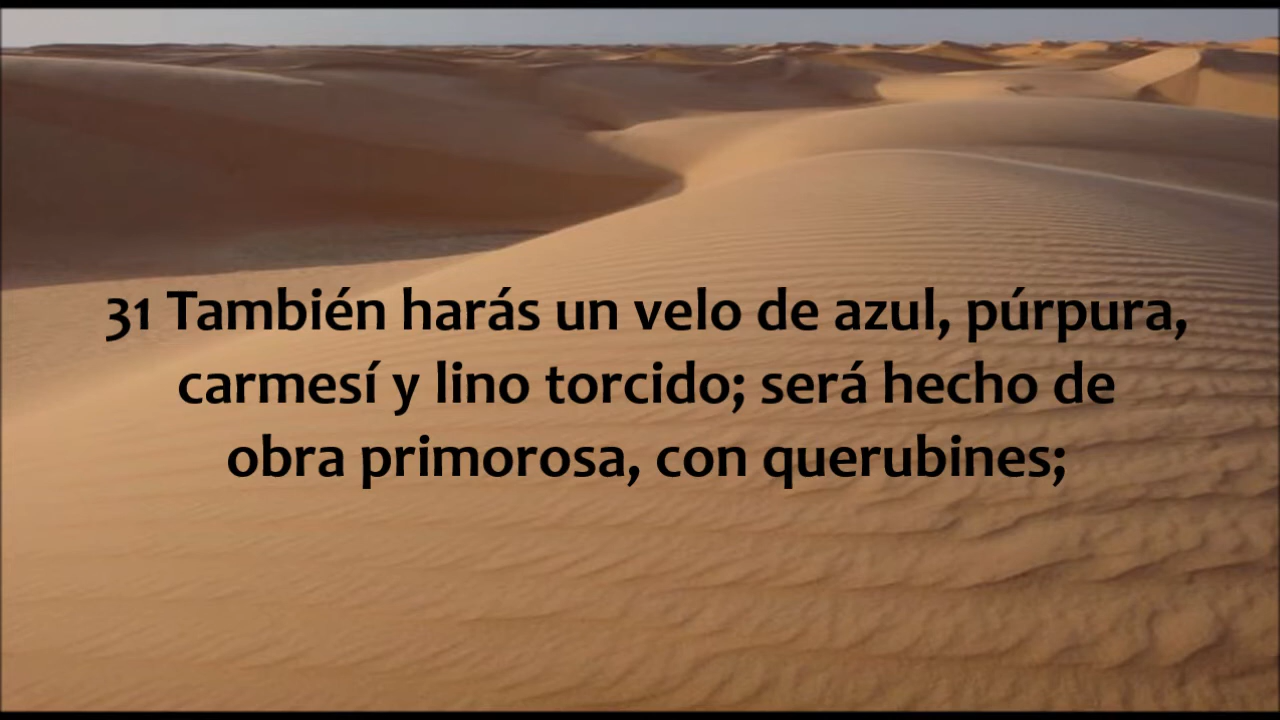 31 También harás un velo de azul, púrpura,
carmesí y lino torcido; será hecho de
obra primorosa, con querubines;